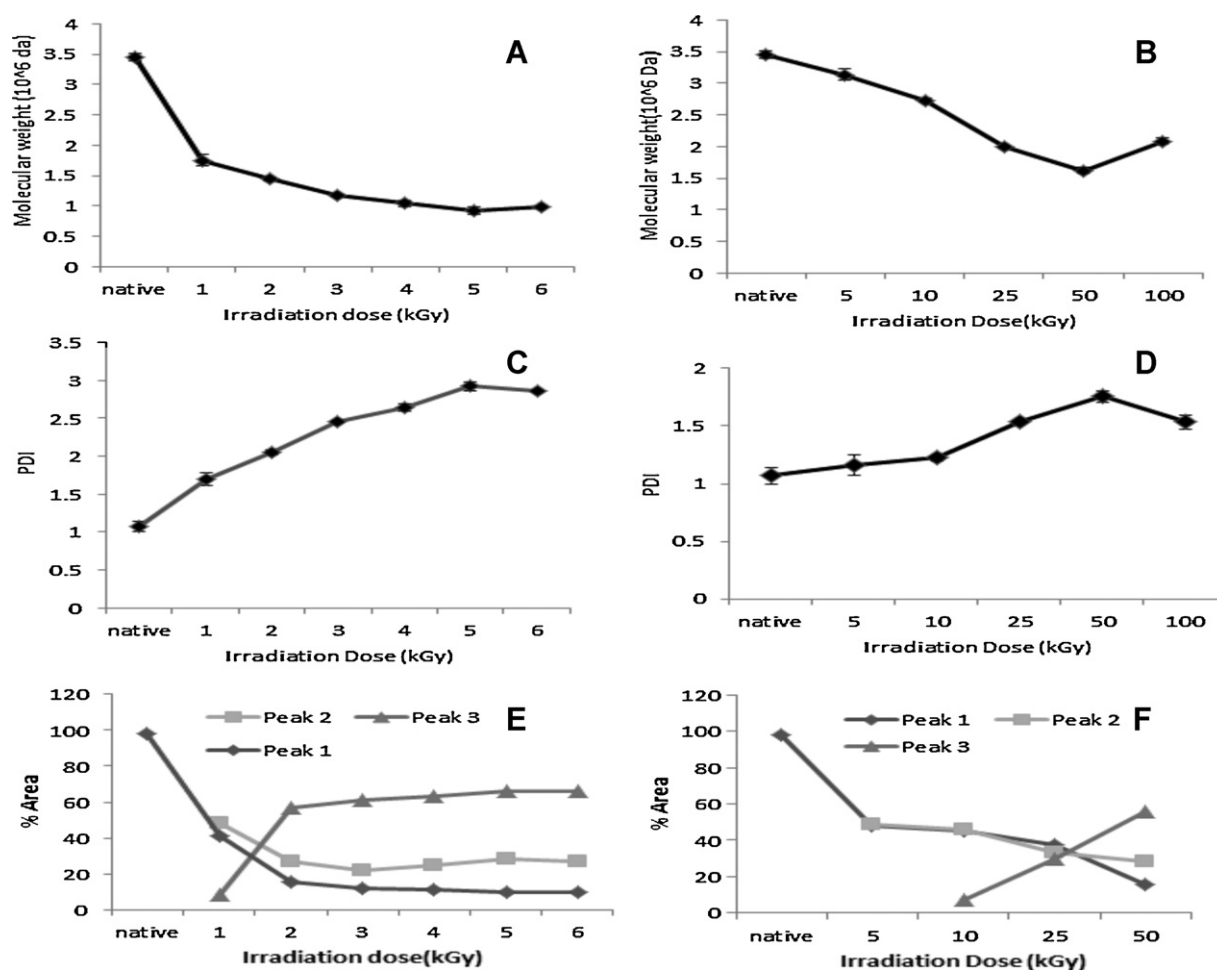 A
Molecular weight (10^6 da)
4
3.5
3
2.5
2
1.5
1
0.5
0
native 1 2 3 4 5 6
Irradiation dose (kGy)
B
Molecular weight(10^6 Da)
4
3.5
3
2.5
2
1.5
1
0.5
0
native 5 10 25 50 100
Irradiation Dose(kGy)
C
PDI
3.5
3
2.5
2
1.5
1
0.5
0
native 1 2 3 4 5 6
Irradiation Dose (kGy)
D
PDI
2
1.5
1
0.5
0
native 5 10 25 50 100
Irradiation Dose (kGy)
E
% Area
120
100
80
60
40
20
0
Peak 2 Peak 3
Peak 1
native 1 2 3 4 5 6
Irradiation dose(kGy)
F
% Area
120
100
80
60
40
20
0
Peak 1 Peak 2
Peak 3
native 5 10 25 50
Irradiation Dose(kGy)